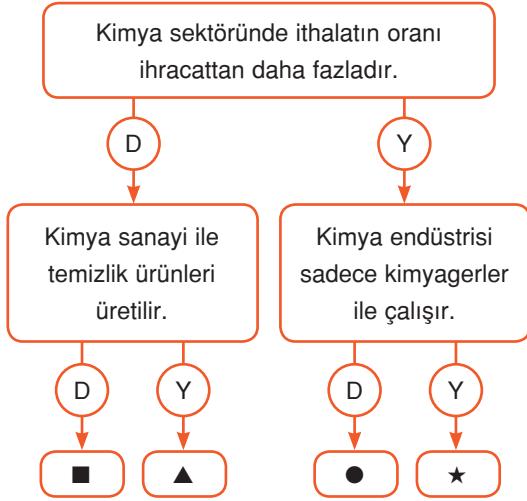 Kimya sektöründe ithalatın oranı
ihracattan daha fazladır.
D
Y
Kimya sanayi ile
temizlik ürünleri
üretilir.
Kimya endüstrisi
sadece kimyagerler
ile çalışır.
D
Y
D
Y
■
▲
●
★